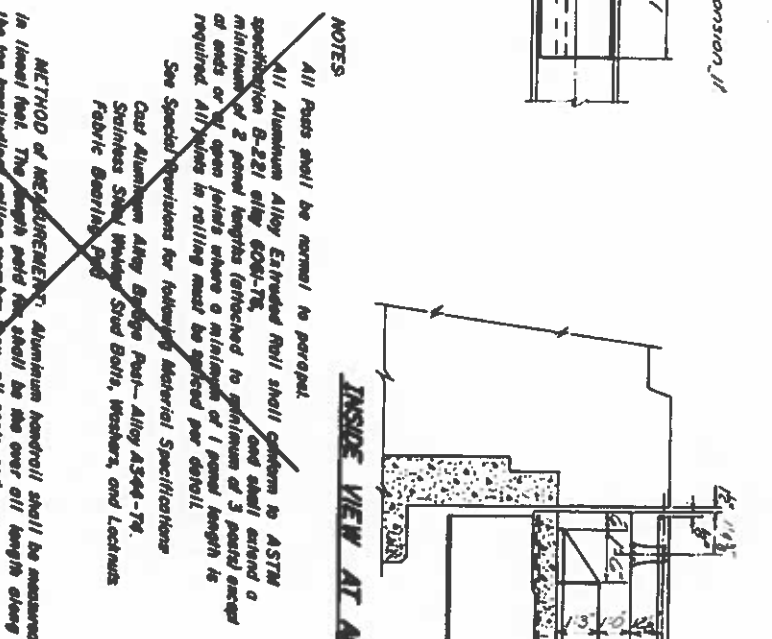 NOTES:
All Posts shall be normal to parapet.
All Aluminum Alloy Extruded Rail shall conform to ASTM
specification B-221 alloy 6061-T6, and shall extend a
minimum of 2 panel lengths (attached to minimum of 3 posts) except
at ends or at open joints where a minimum of 1 panel length is
required. All joints in railing must be spliced per detail.
See Special Provisions for following Material Specifications
Cast Aluminum Alloy Bridge Post - Alloy A344-T4.
Stainless Steel Washers, Stud Bolts, Washers, and Locknuts
Fabric Bearing Pad
METHOD of MEASUREMENT: Aluminum handrail shall be measured
in lineal feet. The length paid for shall be the over all length along
INSIDE VIEW AT
1'-3"
1'-0"